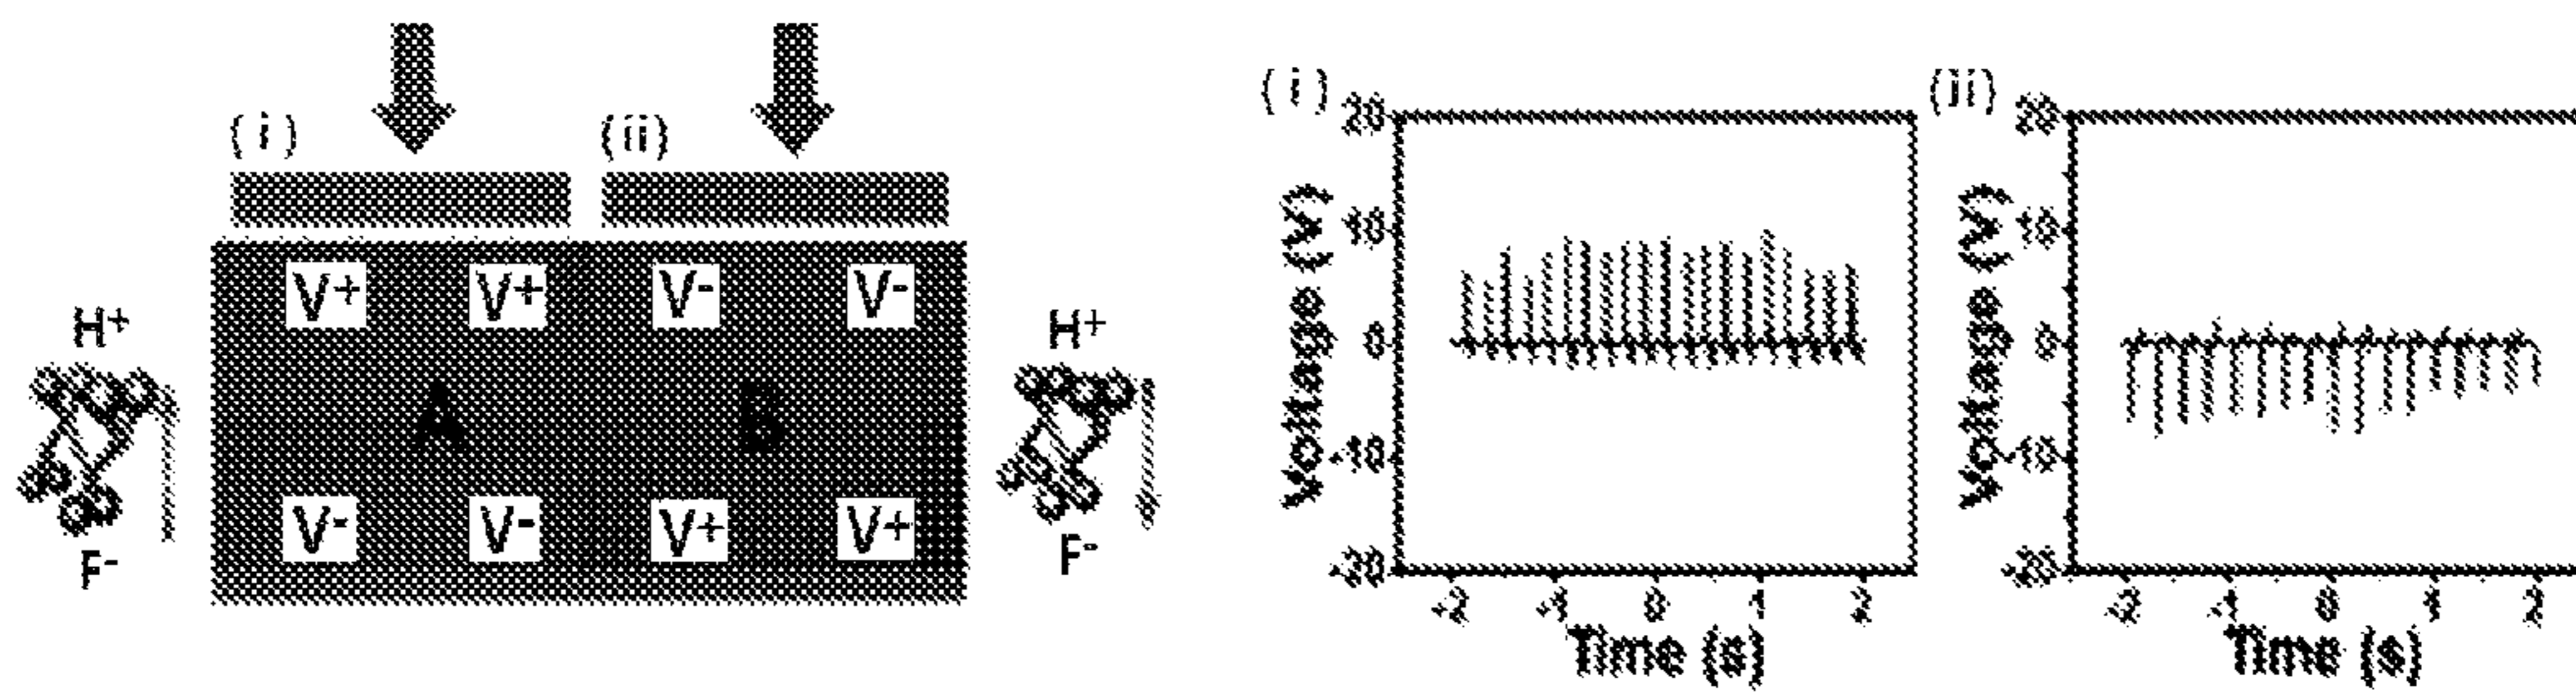 (i) (ii)
V+ V+ V- V-
H+
A B
V- V- V+ V+
F-
H+
F-
(i)
Voltage (V)
20
10
0
-10
-20
-2 -1 0 1 2
Time (s)
(ii)
Voltage (V)
20
10
0
-10
-20
-2 -1 0 1 2
Time (s)